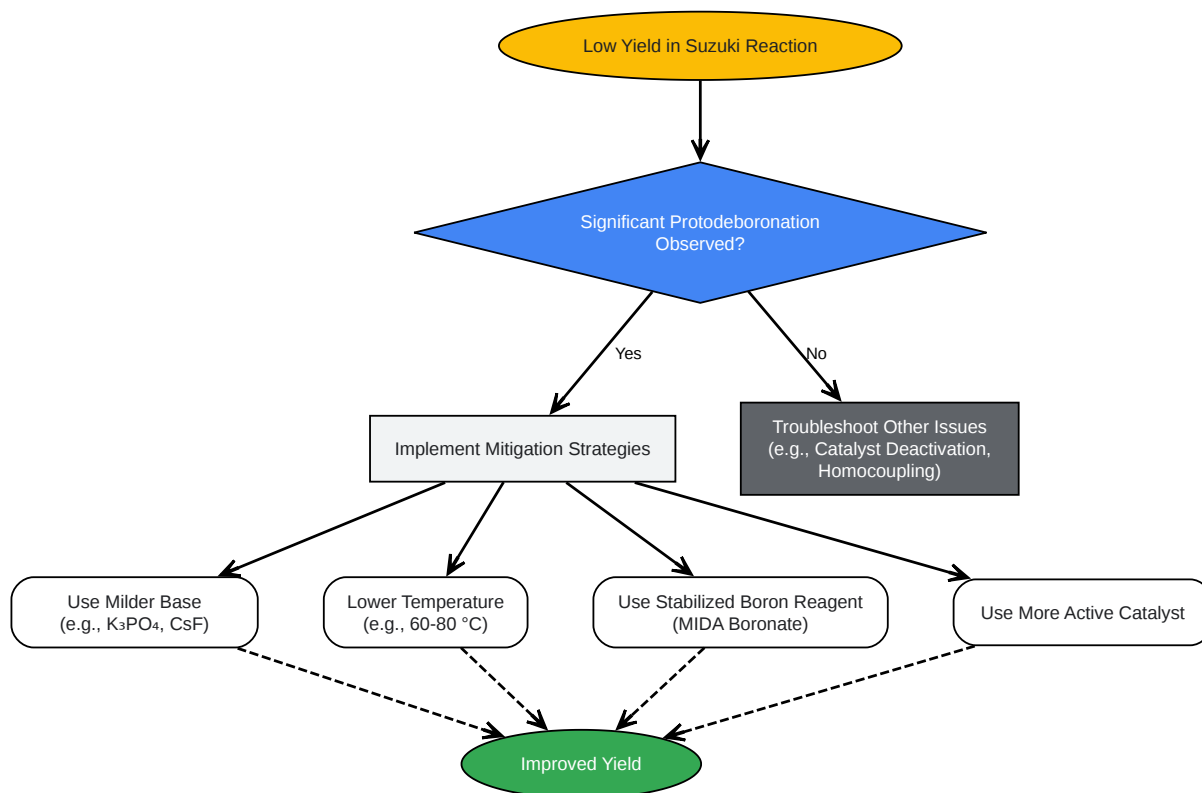 Low Yield in Suzuki Reaction
Significant Protodeboronation
Observed?
Yes
No
Implement Mitigation Strategies
Troubleshoot Other Issues
(e.g., Catalyst Deactivation,
Homocoupling)
Use Milder Base
(e.g., K₃PO₄, CsF)
Lower Temperature
(e.g., 60-80 °C)
Use Stabilized Boron Reagent
(MIDA Boronate)
Use More Active Catalyst
Improved Yield